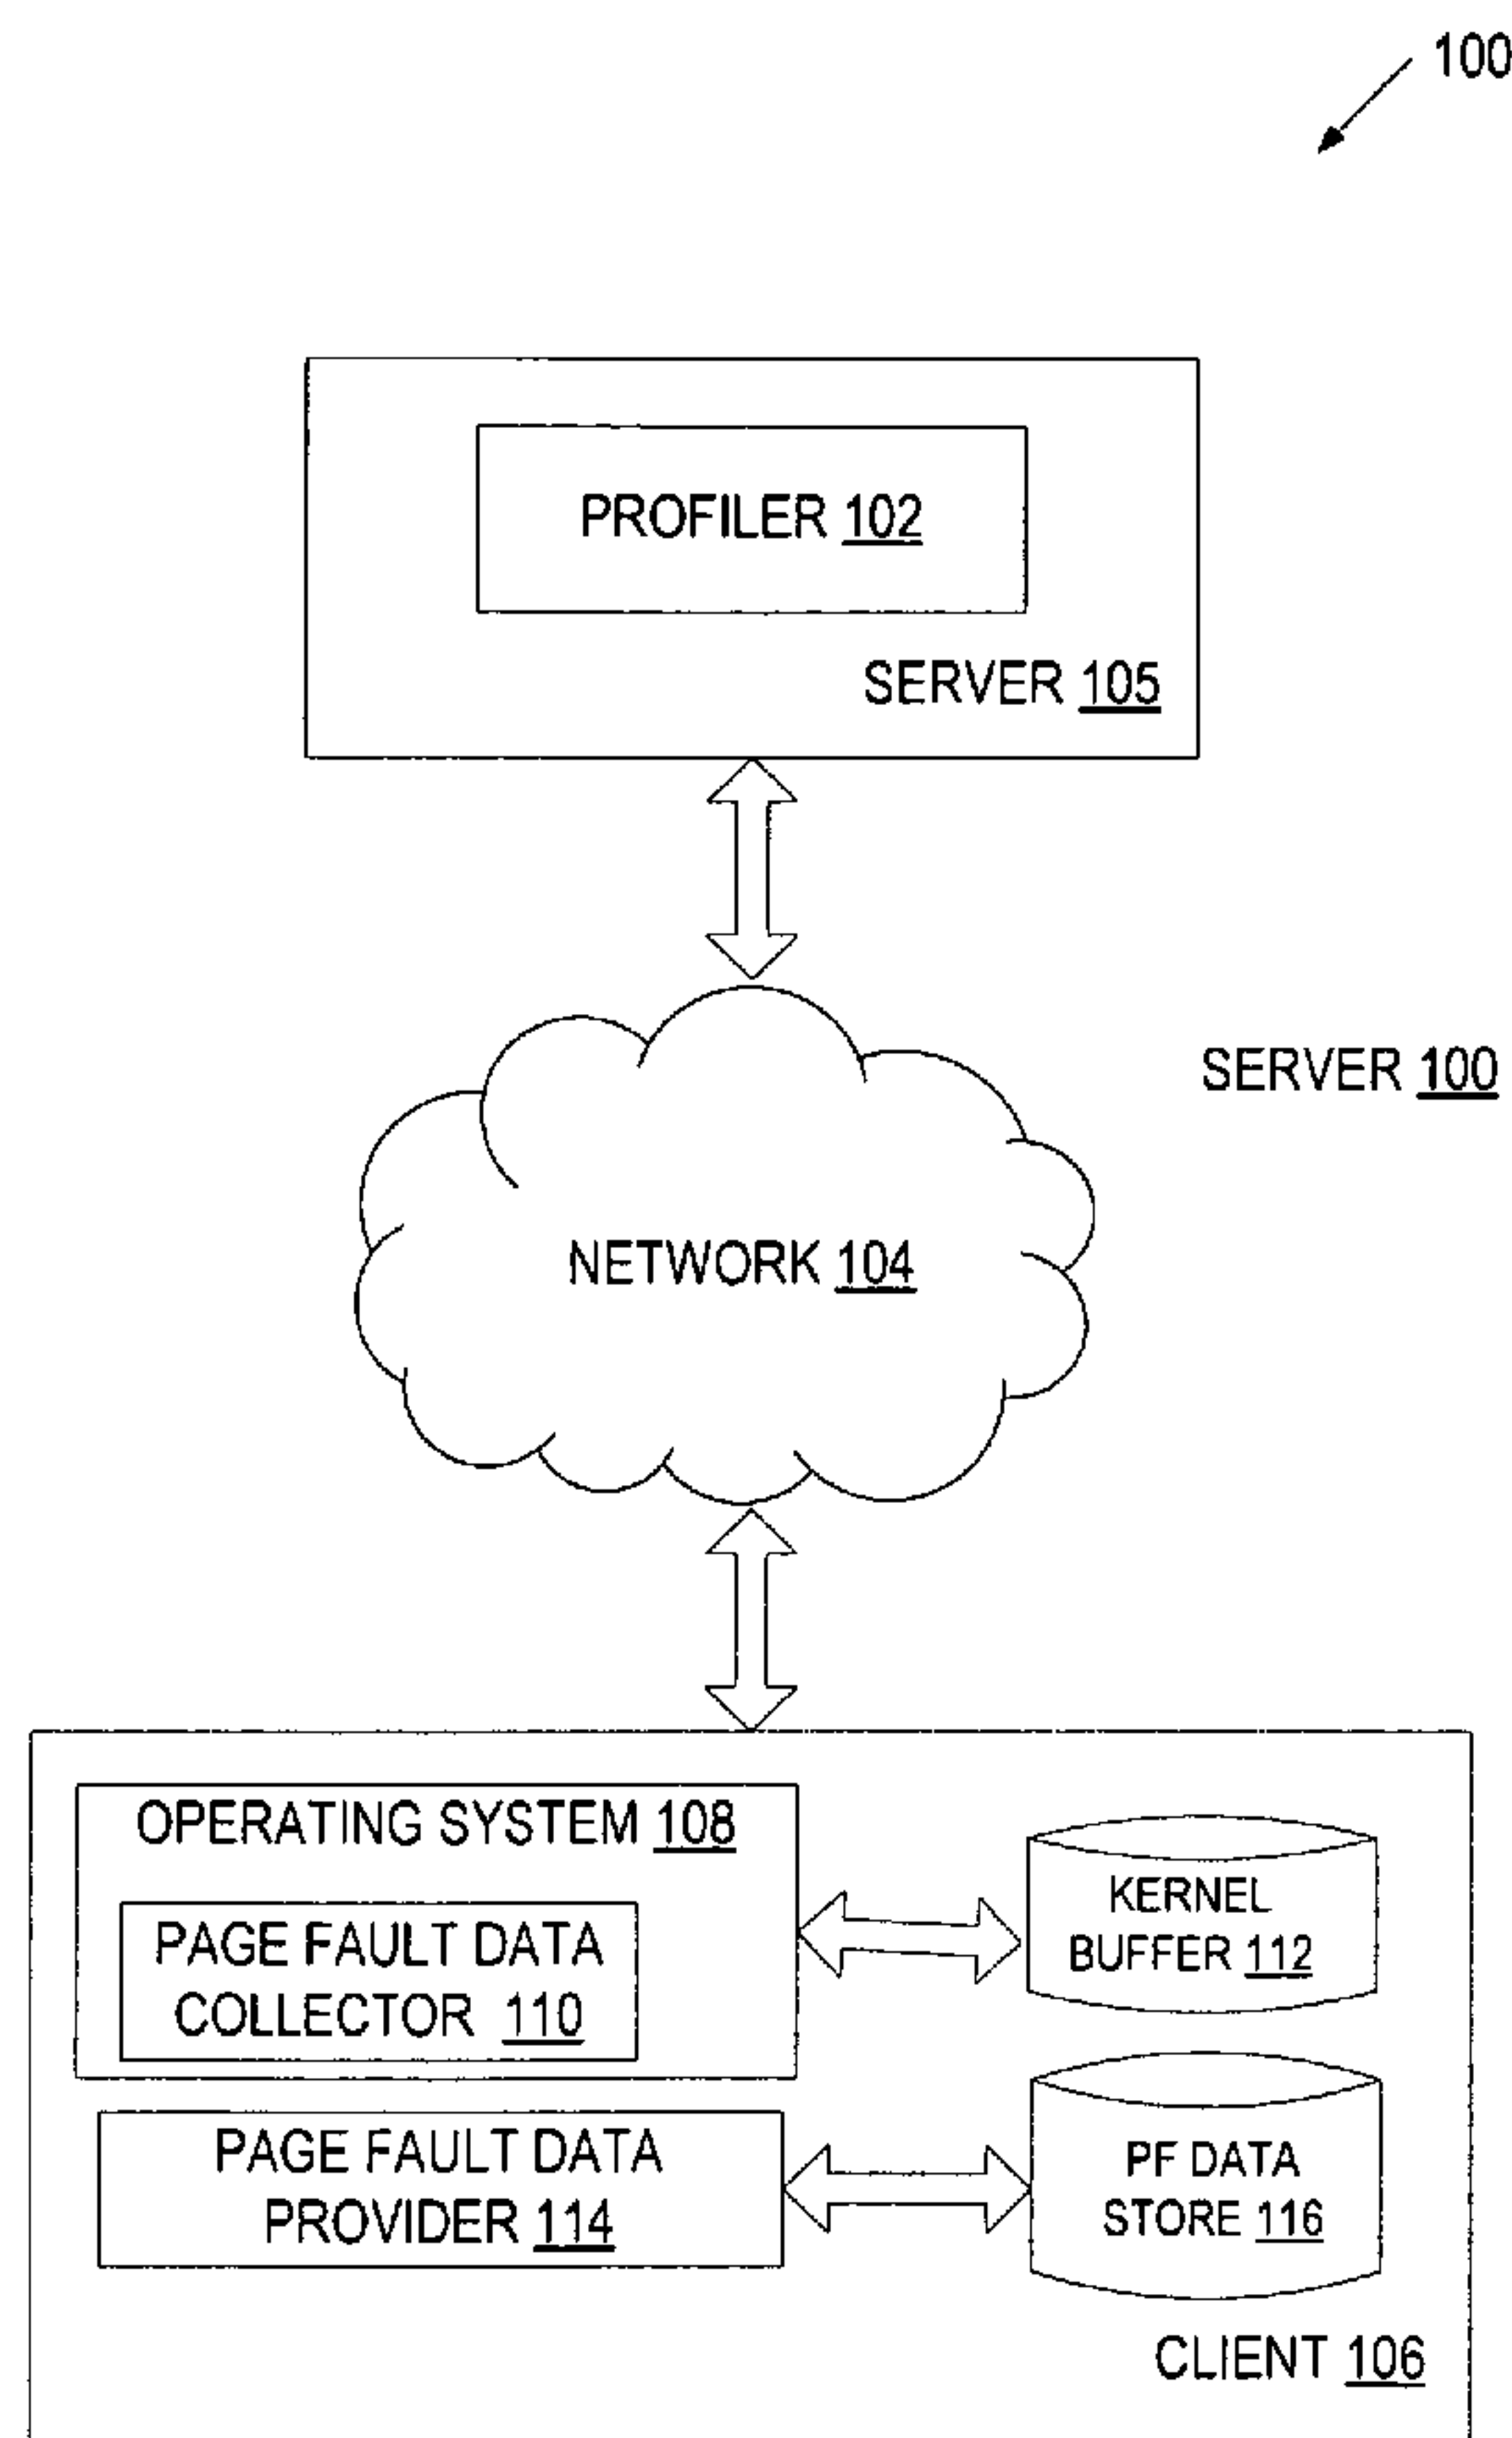 100
PROFILER 102
SERVER 105
SERVER 100
NETWORK 104
OPERATING SYSTEM 108
PAGE FAULT DATA
COLLECTOR 110
KERNEL
BUFFER 112
PAGE FAULT DATA
PROVIDER 114
PF DATA
STORE 116
CLIENT 106